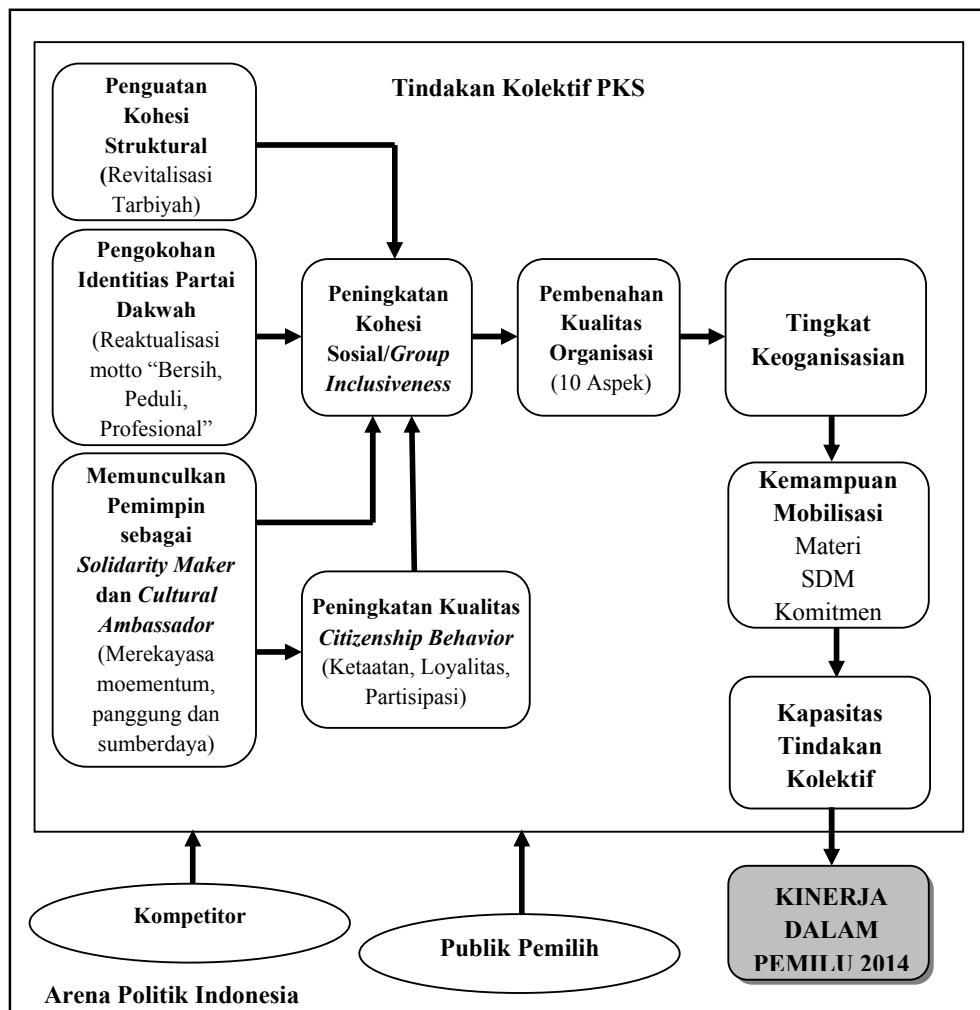 Tindakan Kolektif PKS
Penguatan
Kohesi
Struktural
(Revitalisasi
Tarbiyah)
Pengokohan
Identitias Partai
Dakwah
(Reaktualisasi
motto “Bersih,
Peduli,
Profesional”
Memunculkan
Pemimpin
sebagai
Solidarity Maker
dan Cultural
Ambassador
(Merekayasa
moementum,
panggung dan
sumberdaya)
Peningkatan
Kohesi
Sosial/Group
Inclusiveness
Peningkatan Kualitas
Citizenship Behavior
(Ketaatan, Loyalitas,
Partisipasi)
Pembenahan
Kualitas
Organisasi
(10 Aspek)
Tingkat
Keoganisasian
Kemampuan
Mobilisasi
Materi
SDM
Komitmen
Kapasitas
Tindakan
Kolektif
KINERJA
DALAM
PEMILU 2014
Kompetitor
Publik Pemilih
Arena Politik Indonesia